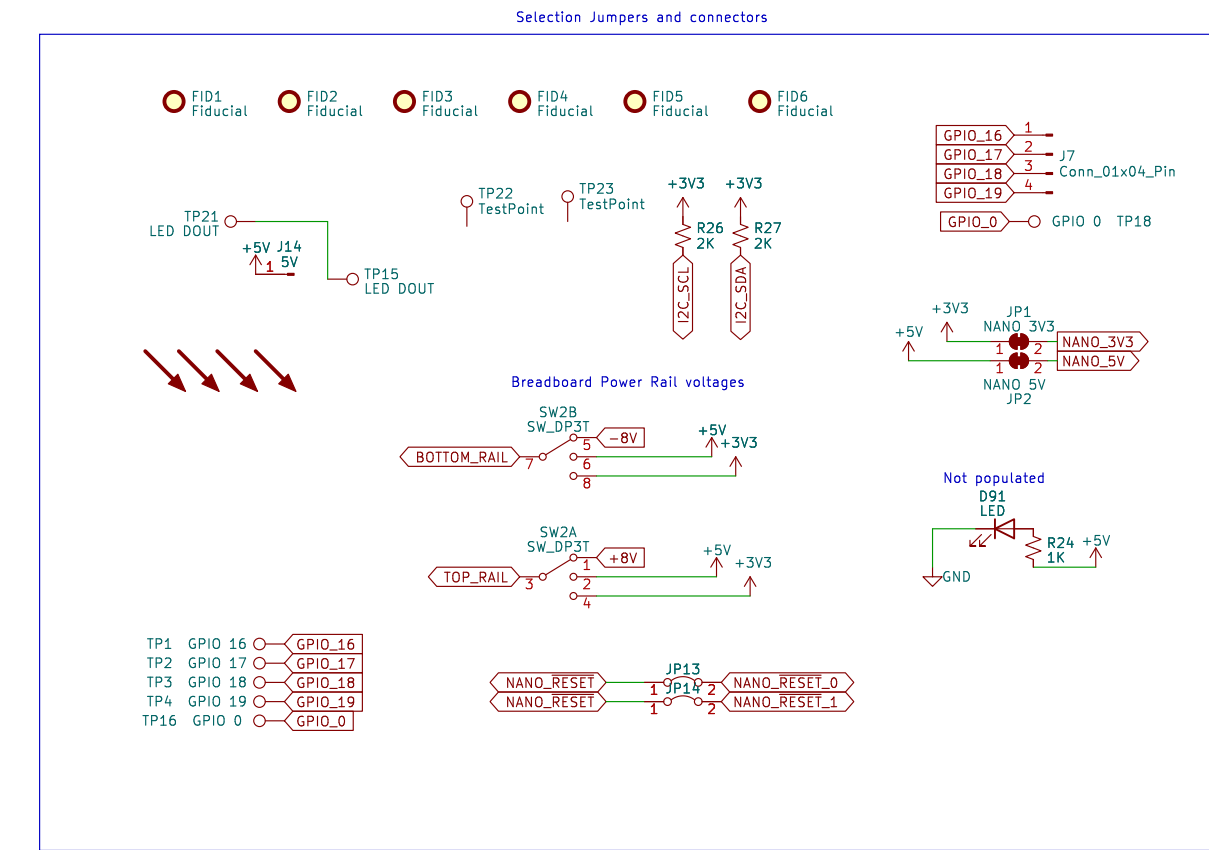 Selection Jumpers and connectors
FID1
Fiducial
FID2
Fiducial
FID3
Fiducial
FID4
Fiducial
FID5
Fiducial
FID6
Fiducial
GPIO_16
1
GPIO_17
2
GPIO_18
3
GPIO_19
4
J7
Conn_01x04_Pin
GPIO_0
GPIO 0 TP18
TP21
LED DOUT
+5V
J14
5V
1
TP15
LED DOUT
TP22
TestPoint
TP23
TestPoint
+3V3
R26
2K
I2C_SCL
+3V3
R27
2K
I2C_SDA
+5V
+3V3
JP1
NANO 3V3
1
2
NANO_3V3
1
2
NANO_5V
NANO 5V
JP2
Breadboard Power Rail voltages
SW2B
SW_DP3T
BOTTOM_RAIL
7
5
-8V
6
+5V
8
+3V3
SW2A
SW_DP3T
TOP_RAIL
3
1
+8V
2
+5V
4
+3V3
Not populated
D91
LED
R24
1K
+5V
GND
TP1 GPIO 16
GPIO_16
TP2 GPIO 17
GPIO_17
TP3 GPIO 18
GPIO_18
TP4 GPIO 19
GPIO_19
TP16 GPIO 0
GPIO_0
JP13
NANO_RESET
1
2
NANO_RESET_0
JP14
NANO_RESET
1
2
NANO_RESET_1